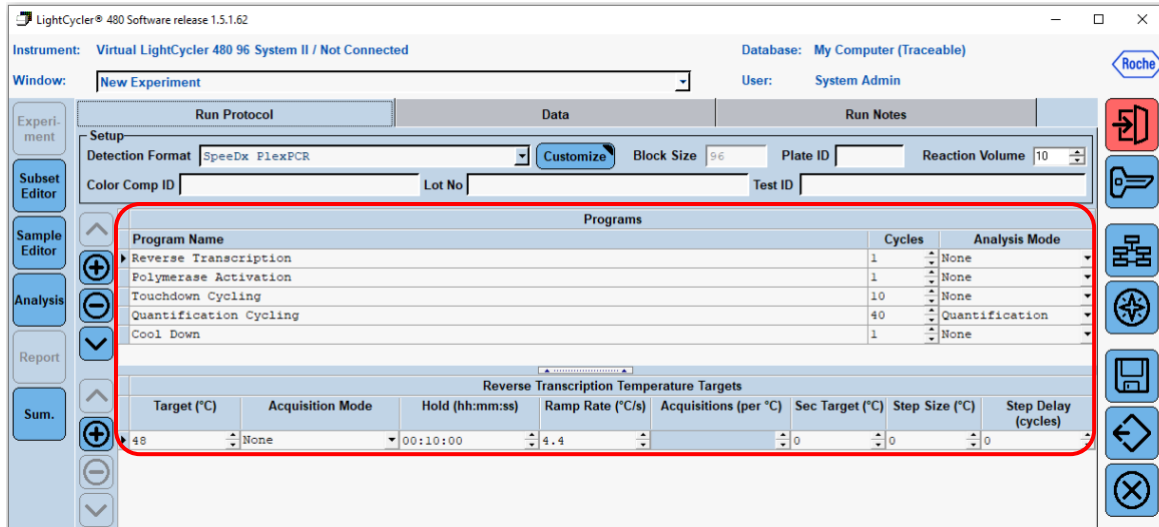 LightCycler® 480 Software release 1.5.1.62
Instrument: Virtual LightCycler 480 96 System II / Not Connected Database: My Computer (Traceable)
Roche
Window: New Experiment User: System Admin
Experi-
ment
Run Protocol Data Run Notes
Setup
Detection Format SpeeDx PlexPCR Customize Block Size 96 Plate ID Reaction Volume 10
Subset
Editor
Color Comp ID Lot No Test ID
Programs
Sample
Editor
Program Name Cycles Analysis Mode
Reverse Transcription 1 None
Polymerase Activation 1 None
Analysis
Touchdown Cycling 10 None
Quantification Cycling 40 Quantification
Cool Down 1 None
Report
Reverse Transcription Temperature Targets
Sum.
Target (°C) Acquisition Mode Hold (hh:mm:ss) Ramp Rate (°C/s) Acquisitions (per °C) Sec Target (°C) Step Size (°C) Step Delay
(cycles)
48 None 00:10:00 4.4 0 0 0